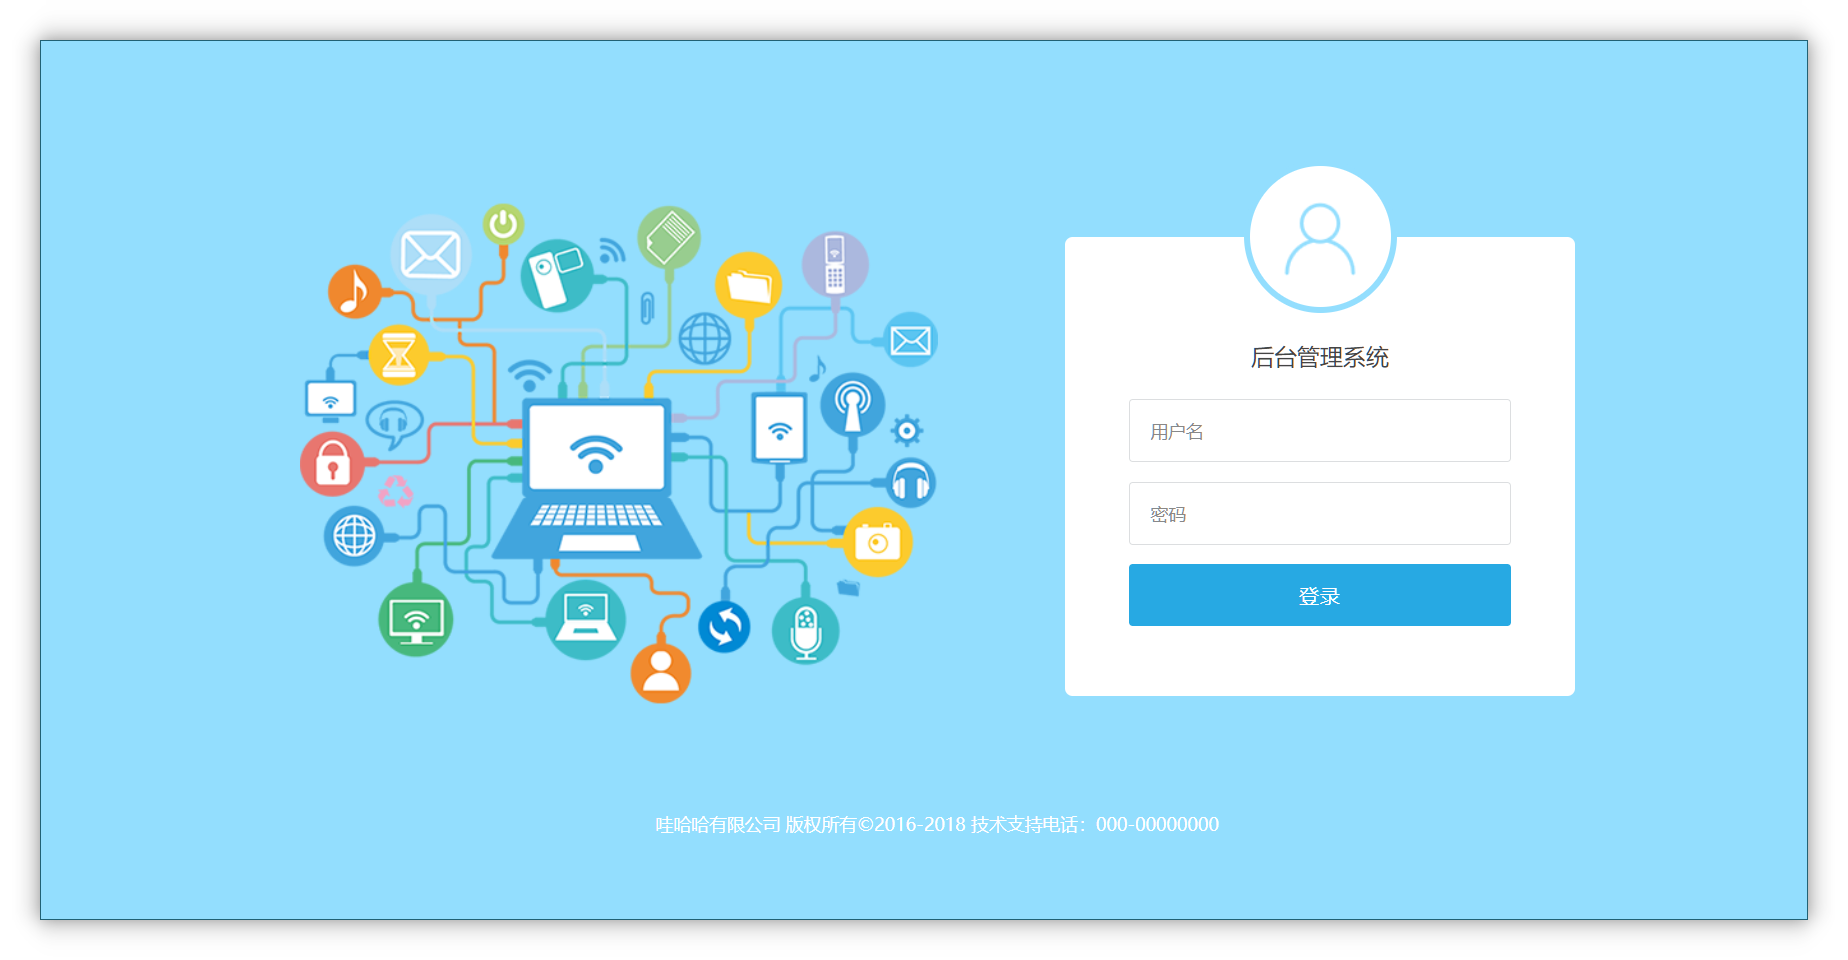 后台管理系统
用户名
密码
登录
哇哈哈有限公司 版权所有©2016-2018 技术支持电话：000-00000000